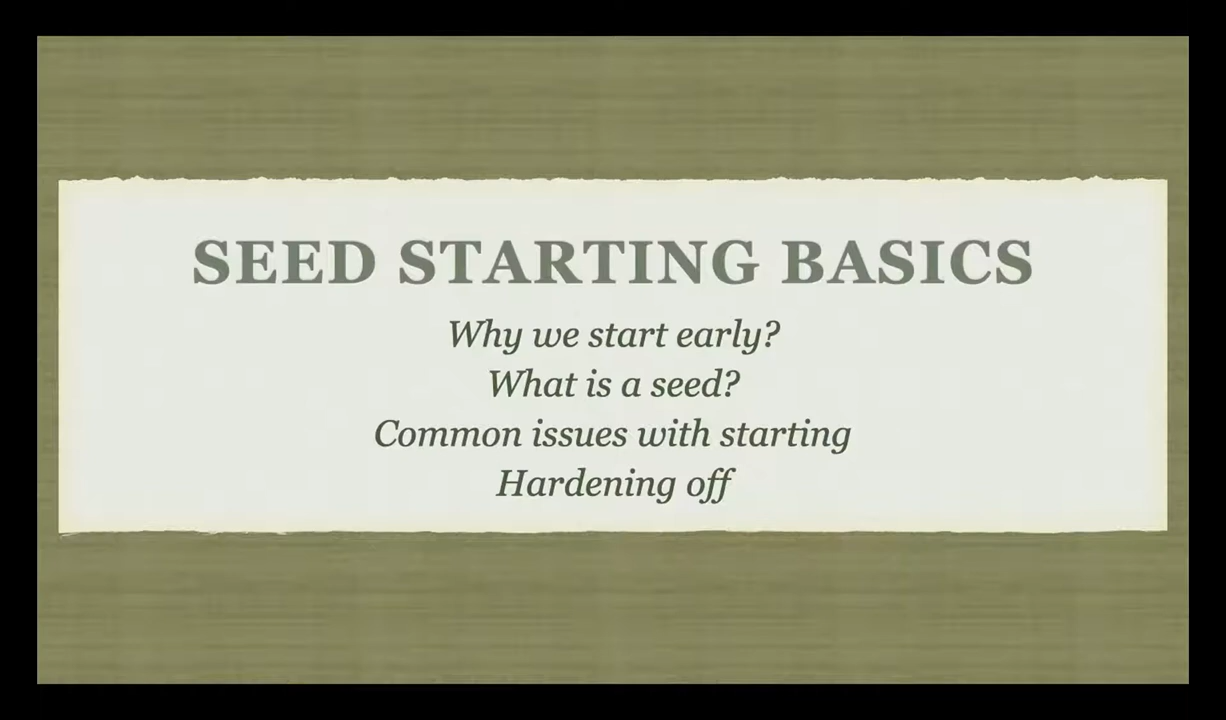 SEED STARTING BASICS
Why we start early?
What is a seed?
Common issues with starting
Hardening off